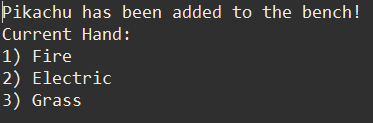 Pikachu has been added to the bench!
Current Hand:
1) Fire
2) Electric
3) Grass